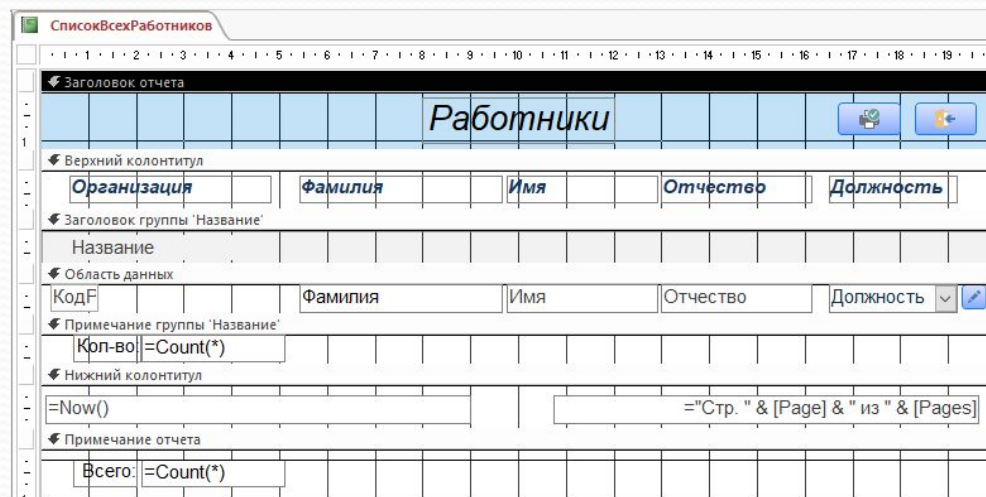 СписокВсехРаботников
1 2 3 4 5 6 7 8 9 10 11 12 13 14 15 16 17 18 19
Заголовок отчета
Работники
1
Верхний колонтитул
Организация Фамилия Имя Отчество Должность
Заголовок группы 'Название'
Название
Область данных
КодF Фамилия Имя Отчество Должность
Примечание группы 'Название'
Кол-во: =Count(*)
Нижний колонтитул
=Now() ="Стр. " & [Page] & " из " & [Pages]
Примечание отчета
Всего: =Count(*)